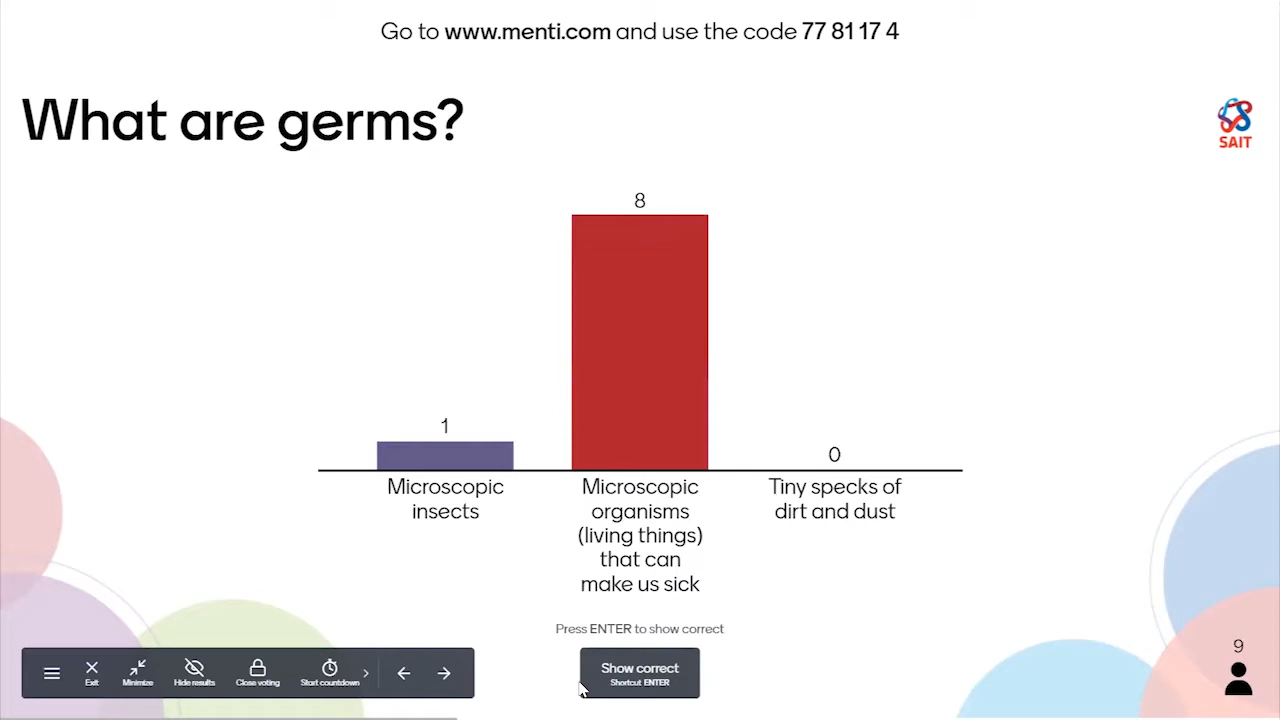 Go to www.menti.com and use the code 77 81 17 4
What are germs?
SAIT
8
1
0
Microscopic
insects
Microscopic
organisms
(living things)
that can
make us sick
Tiny specks of
dirt and dust
Press ENTER to show correct
Exit
Minimize
Hide results
Close voting
Start countdown
Show correct
Shortcut ENTER
9